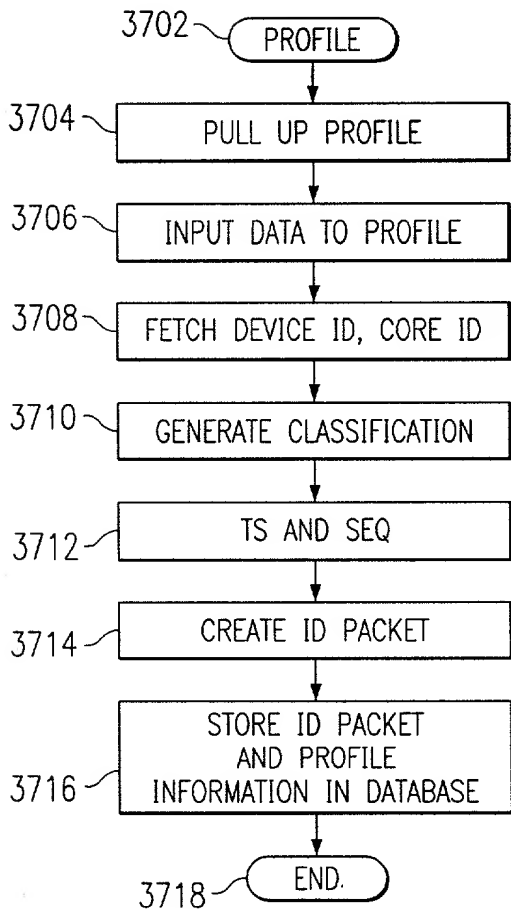 3702 PROFILE
3704 PULL UP PROFILE
3706 INPUT DATA TO PROFILE
3708 FETCH DEVICE ID, CORE ID
3710 GENERATE CLASSIFICATION
3712 TS AND SEQ
3714 CREATE ID PACKET
STORE ID PACKET
AND PROFILE
3716 INFORMATION IN DATABASE
3718 END.